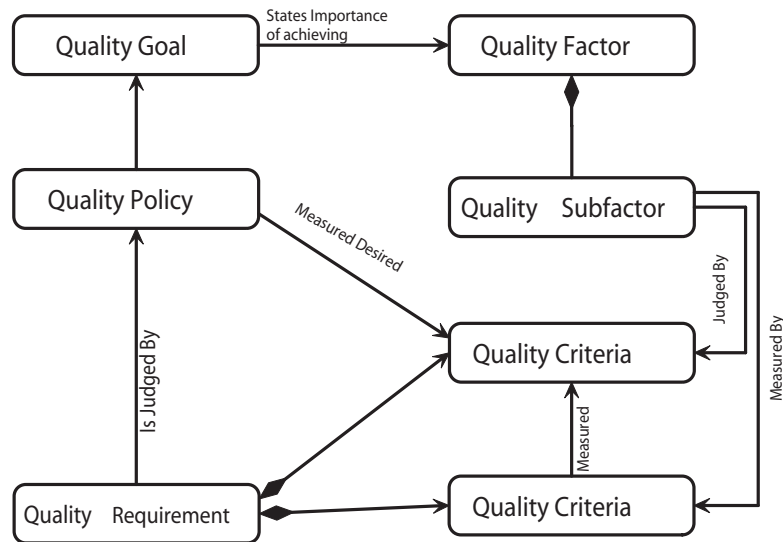 States Importance
of achieving
Quality Goal
Quality Factor
Quality Policy
Quality Subfactor
Measured Desired
Judged By
Measured By
Quality Criteria
Is Judged By
Measured
Quality Requirement
Quality Criteria